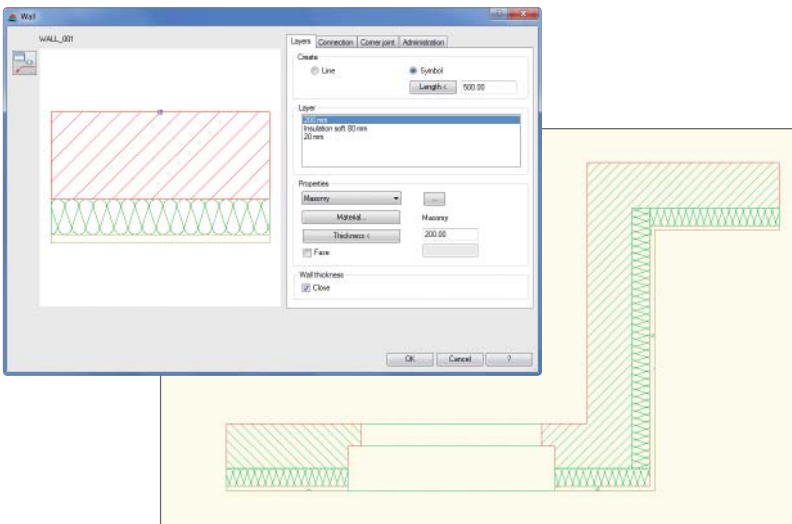 Wall
WALL_001
Layers Connection Corner joint Administration
Create
Line Symbol
Length < 500.00
Layer
200 mm
Insulation soft 80 mm
20 mm
Properties
Masonry ...
Material... Masonry
Thickness < 200.00
Face
Wall thickness
Close
OK Cancel ?